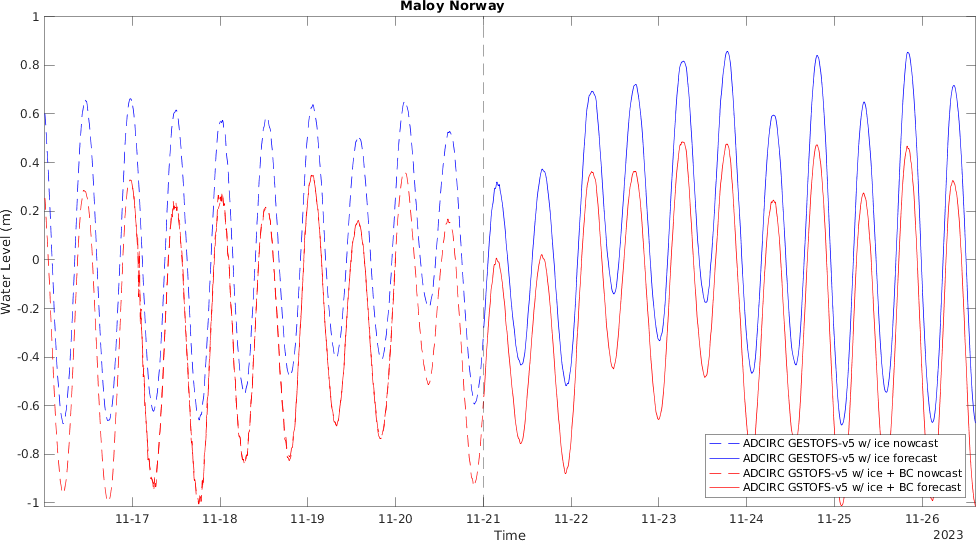 Maloy Norway
1
0.8
0.6
0.4
0.2
0
-0.2
-0.4
-0.6
-0.8
-1
Water Level (m)
11-17 11-18 11-19 11-20 11-21 11-22 11-23 11-24 11-25 11-26
Time
2023
ADCIRC GESTOFS-v5 w/ ice nowcast
ADCIRC GESTOFS-v5 w/ ice forecast
ADCIRC GSTOFS-v5 w/ ice + BC nowcast
ADCIRC GSTOFS-v5 w/ ice + BC forecast